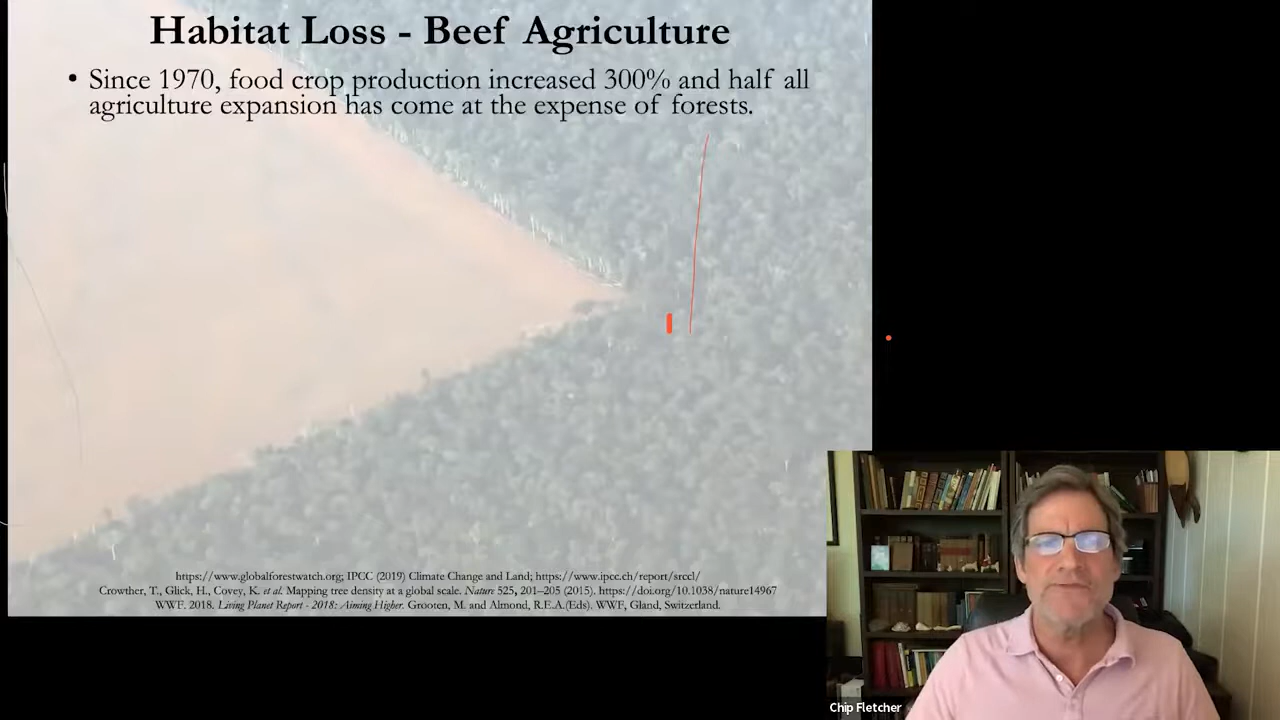 Habitat Loss - Beef Agriculture
• Since 1970, food crop production increased 300% and half all
agriculture expansion has come at the expense of forests.
https://www.globalforestwatch.org; IPCC (2019) Climate Change and Land; https://www.ipcc.ch/report/srccl/
Crowther, T., Glick, H., Covey, K. et al. Mapping tree density at a global scale. Nature 525, 201–205 (2015). https://doi.org/10.1038/nature14967
WWF. 2018. Living Planet Report - 2018: Aiming Higher. Grooten, M. and Almond, R.E.A.(Eds). WWF, Gland, Switzerland.
Chip Fletcher